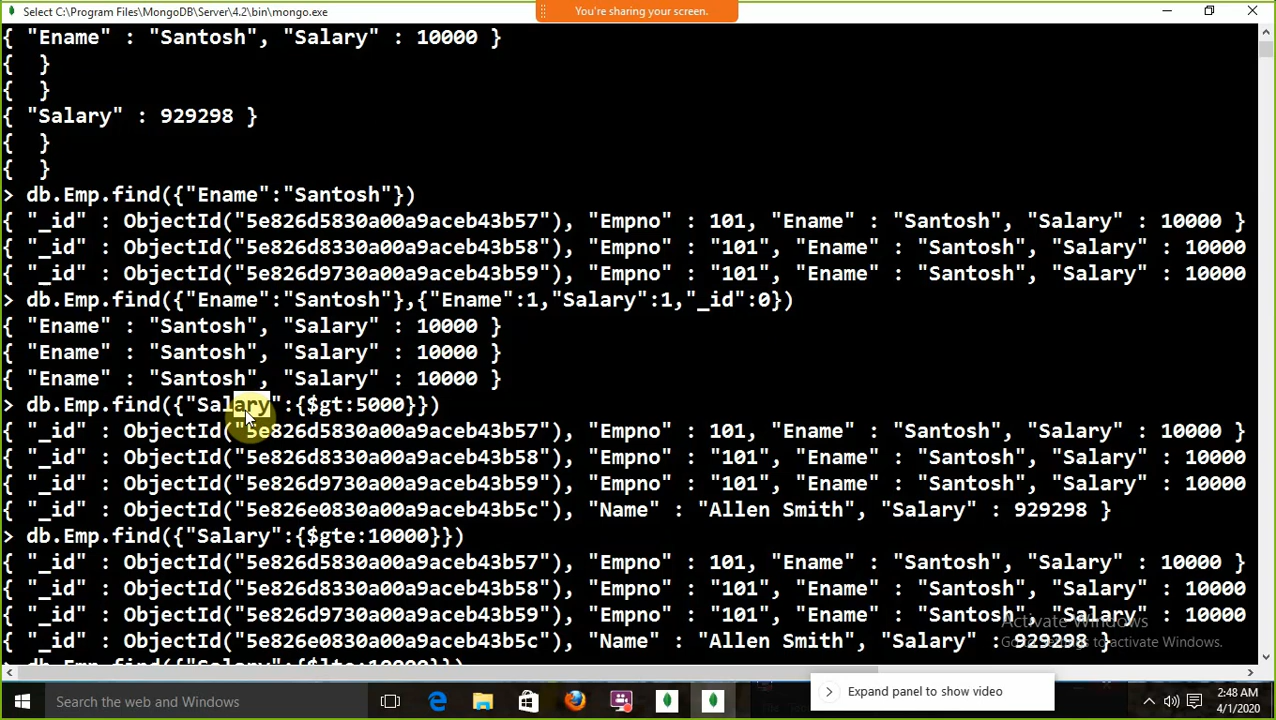 Select C:\Program Files\MongoDB\Server\4.2\bin\mongo.exe
You're sharing your screen.
{ "Ename" : "Santosh", "Salary" : 10000 }
{  }
{  }
{ "Salary" : 929298 }
{  }
{  }
> db.Emp.find({"Ename":"Santosh"})
{ "_id" : ObjectId("5e826d5830a00a9aceb43b57"), "Empno" : 101, "Ename" : "Santosh", "Salary" : 10000 }
{ "_id" : ObjectId("5e826d8330a00a9aceb43b58"), "Empno" : "101", "Ename" : "Santosh", "Salary" : 10000
{ "_id" : ObjectId("5e826d9730a00a9aceb43b59"), "Empno" : "101", "Ename" : "Santosh", "Salary" : 10000
> db.Emp.find({"Ename":"Santosh"},{"Ename":1,"Salary":1,"_id":0})
{ "Ename" : "Santosh", "Salary" : 10000 }
{ "Ename" : "Santosh", "Salary" : 10000 }
{ "Ename" : "Santosh", "Salary" : 10000 }
> db.Emp.find({"Salary":{$gt:5000}})
{ "_id" : ObjectId("5e826d5830a00a9aceb43b57"), "Empno" : 101, "Ename" : "Santosh", "Salary" : 10000 }
{ "_id" : ObjectId("5e826d8330a00a9aceb43b58"), "Empno" : "101", "Ename" : "Santosh", "Salary" : 10000
{ "_id" : ObjectId("5e826d9730a00a9aceb43b59"), "Empno" : "101", "Ename" : "Santosh", "Salary" : 10000
{ "_id" : ObjectId("5e826e0830a00a9aceb43b5c"), "Name" : "Allen Smith", "Salary" : 929298 }
> db.Emp.find({"Salary":{$gte:10000}})
{ "_id" : ObjectId("5e826d5830a00a9aceb43b57"), "Empno" : 101, "Ename" : "Santosh", "Salary" : 10000 }
{ "_id" : ObjectId("5e826d8330a00a9aceb43b58"), "Empno" : "101", "Ename" : "Santosh", "Salary" : 10000
{ "_id" : ObjectId("5e826d9730a00a9aceb43b59"), "Empno" : "101", "Ename" : "Santosh", "Salary" : 10000
{ "_id" : ObjectId("5e826e0830a00a9aceb43b5c"), "Name" : "Allen Smith", "Salary" : 929298 }
> db.Emp.find({"Salary":{$lte:10000}})
Activate Windows
to activate Windows.
Search the web and Windows
Expand panel to show video
2:48 AM
4/1/2020